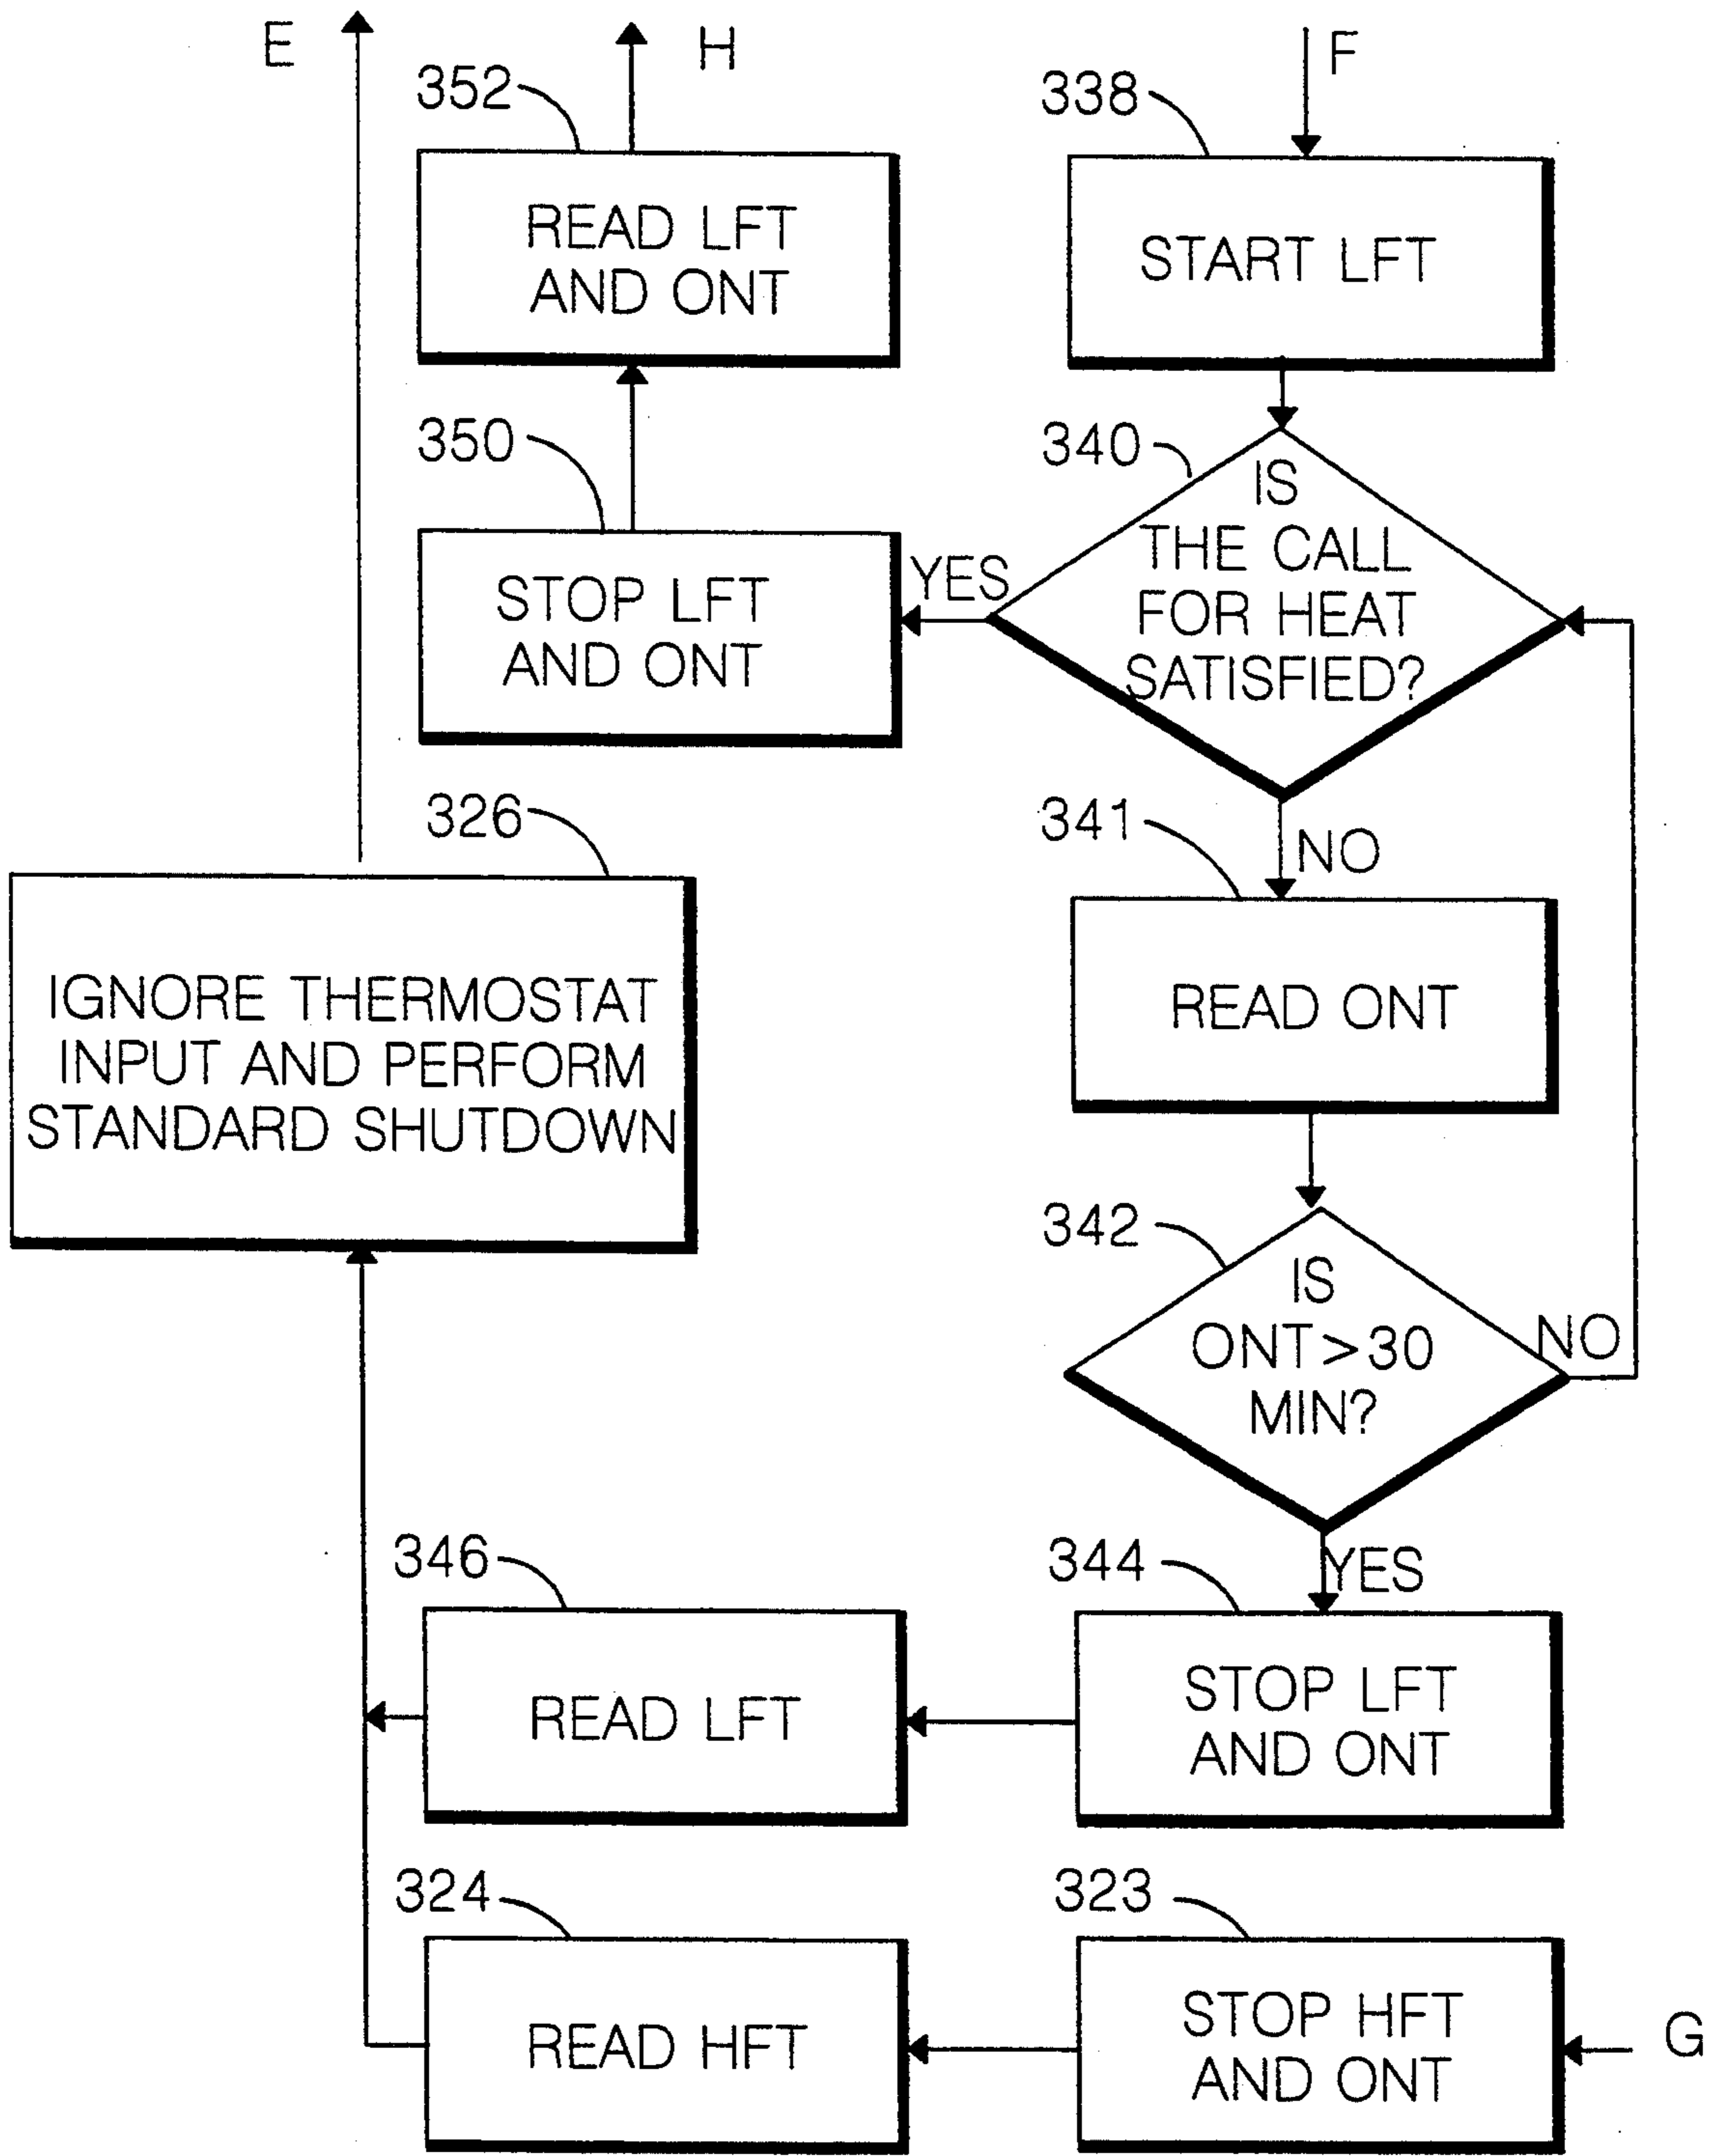 E
H
F
352
338
READ LFT
AND ONT
START LFT
350
340
STOP LFT
AND ONT
YES
IS
THE CALL
FOR HEAT
SATISFIED?
326
341
NO
IGNORE THERMOSTAT
INPUT AND PERFORM
STANDARD SHUTDOWN
READ ONT
342
IS
ONT>30
MIN?
NO
YES
346
344
READ LFT
STOP LFT
AND ONT
324
323
READ HFT
STOP HFT
AND ONT
G